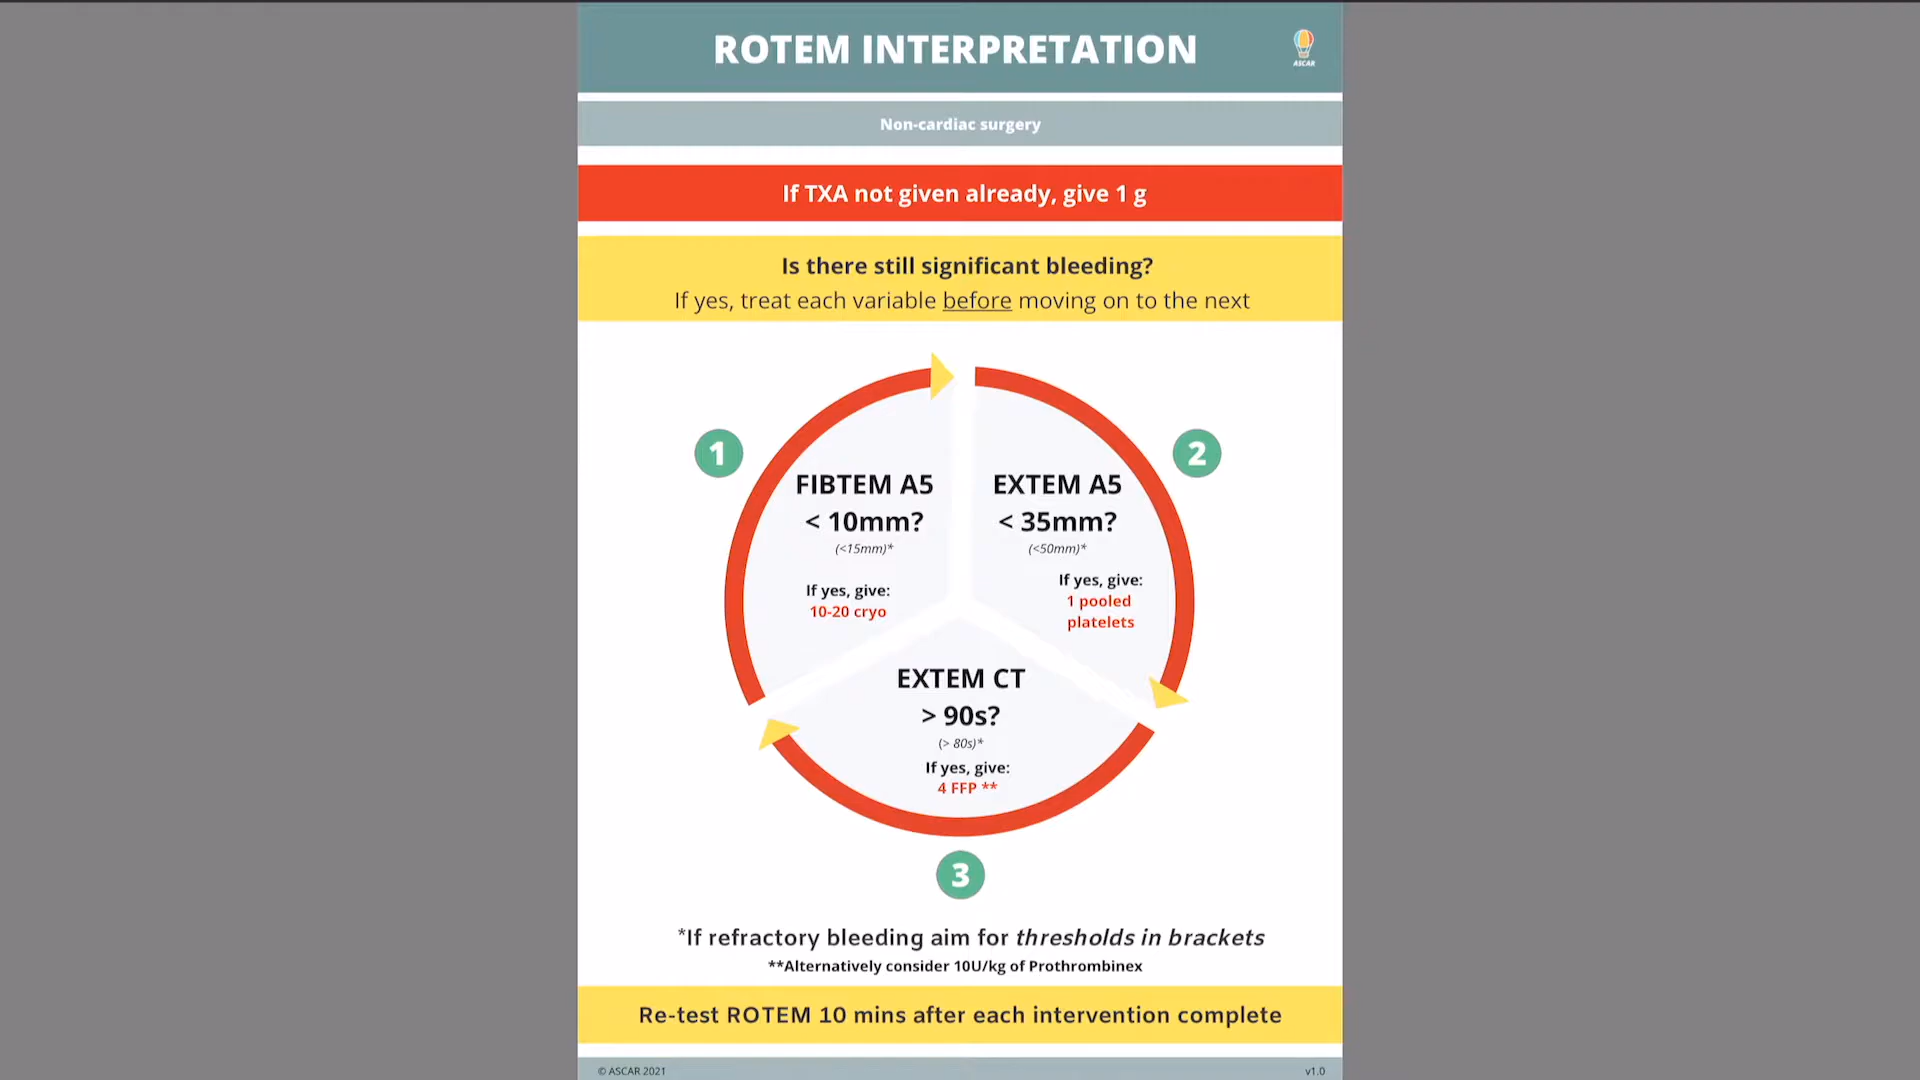 ROTEM INTERPRETATION
ASCAR
Non-cardiac surgery
If TXA not given already, give 1 g
Is there still significant bleeding?
If yes, treat each variable before moving on to the next
1
FIBTEM A5
< 10mm?
(<15mm)*
If yes, give:
10-20 cryo
2
EXTEM A5
< 35mm?
(<50mm)*
If yes, give:
1 pooled
platelets
EXTEM CT
> 90s?
(> 80s)*
If yes, give:
4 FFP **
3
*If refractory bleeding aim for thresholds in brackets
**Alternatively consider 10U/kg of Prothrombinex
Re-test ROTEM 10 mins after each intervention complete
© ASCAR 2021
v1.0